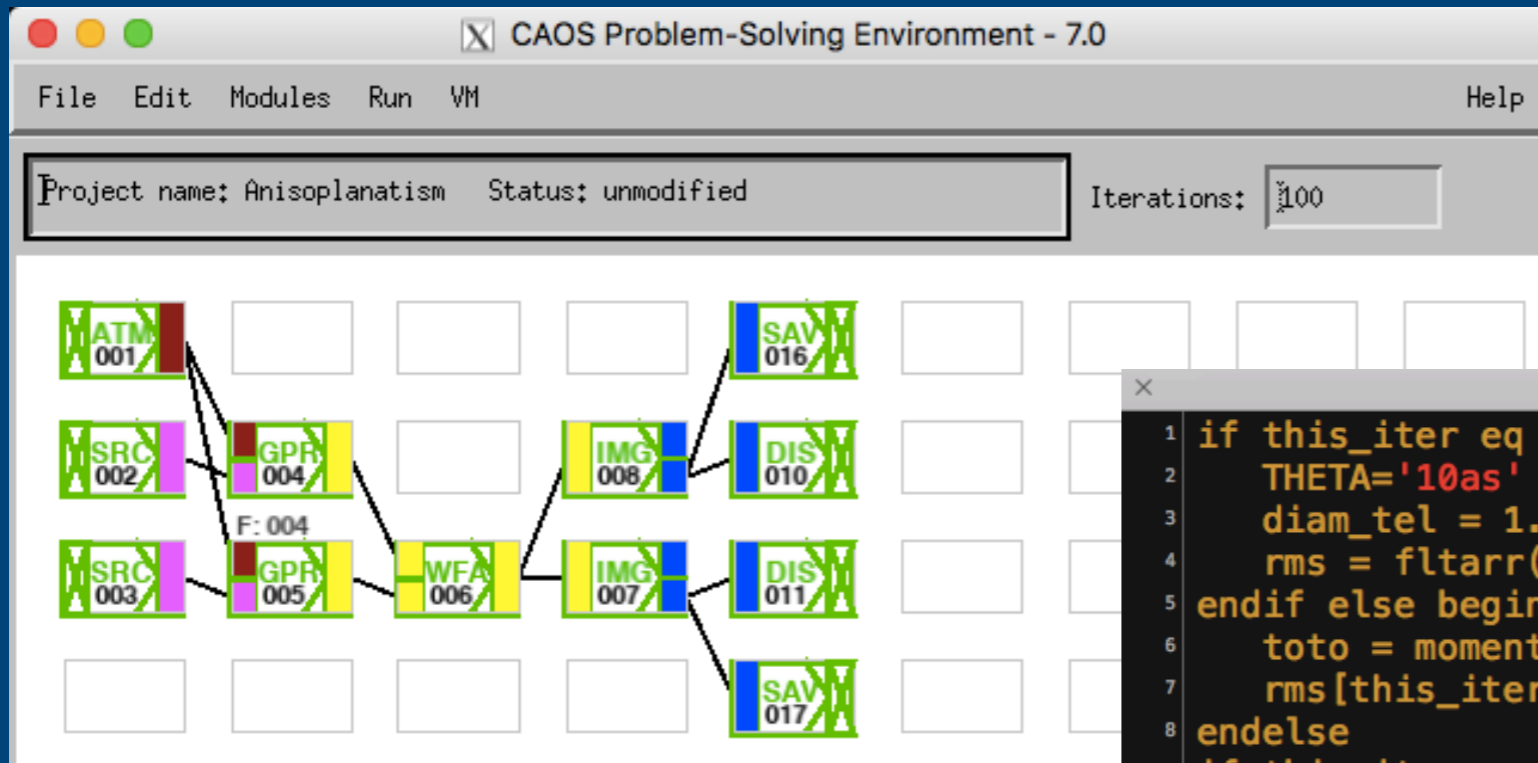 X CAOS Problem-Solving Environment - 7.0
File Edit Modules Run VM Help
Project name: Anisoplanatism Status: unmodified Iterations: 100
ATM 001
SAV 016
SRC 002
GPR 004
IMG 008
DIS 010
F: 004
SRC 003
GPR 005
WFA 006
IMG 007
DIS 011
SAV 017
1 if this_iter eq
2 THETA='10as'
3 diam_tel = 1.
4 rms = fltarr(
5 endif else begin
6 toto = moment
7 rms[this_iter
8 endelse